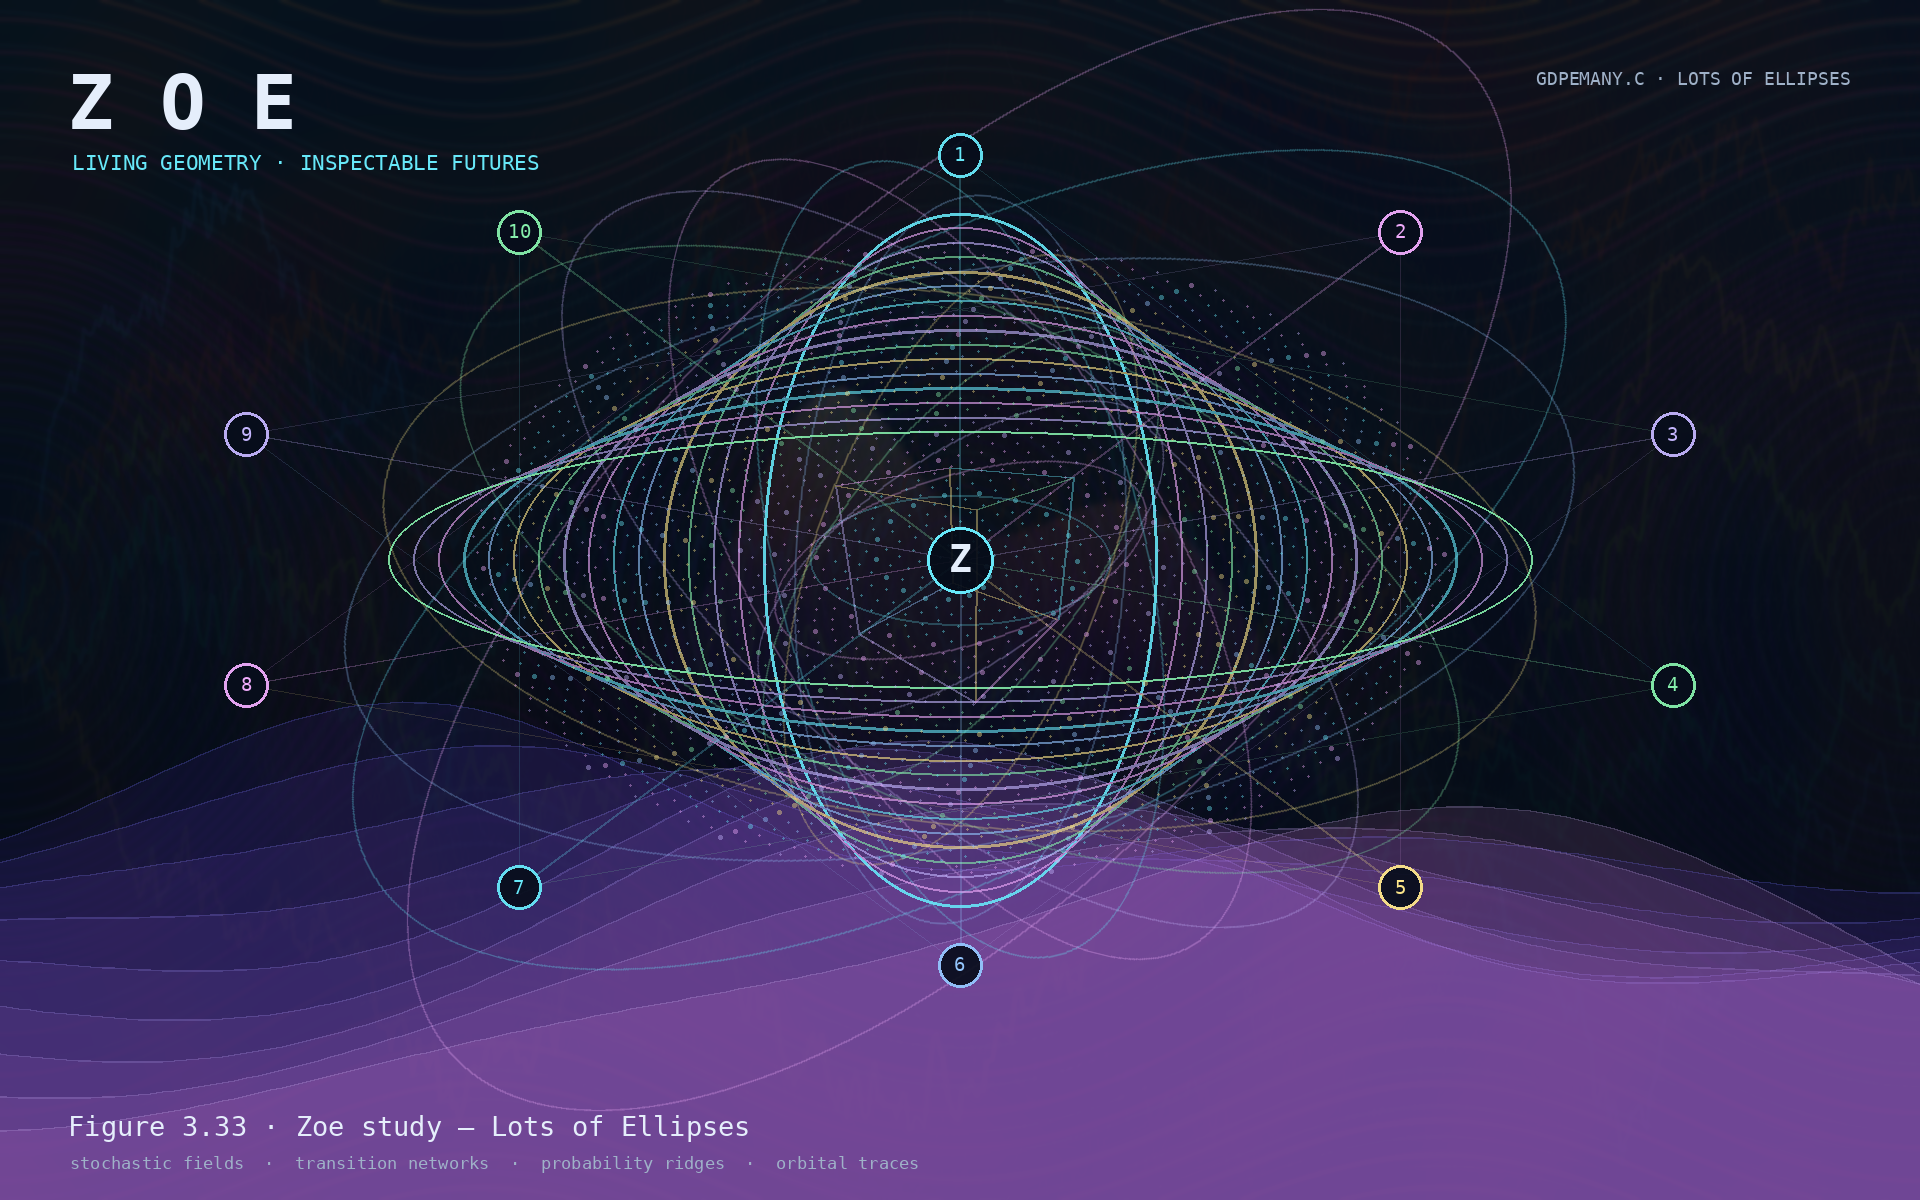 Z O E
GDPEMANY.C · LOTS OF ELLIPSES
LIVING GEOMETRY · INSPECTABLE FUTURES
1
10
2
9
3
Z
8
4
7
5
6
Figure 3.33 · Zoe study — Lots of Ellipses
stochastic fields · transition networks · probability ridges · orbital traces